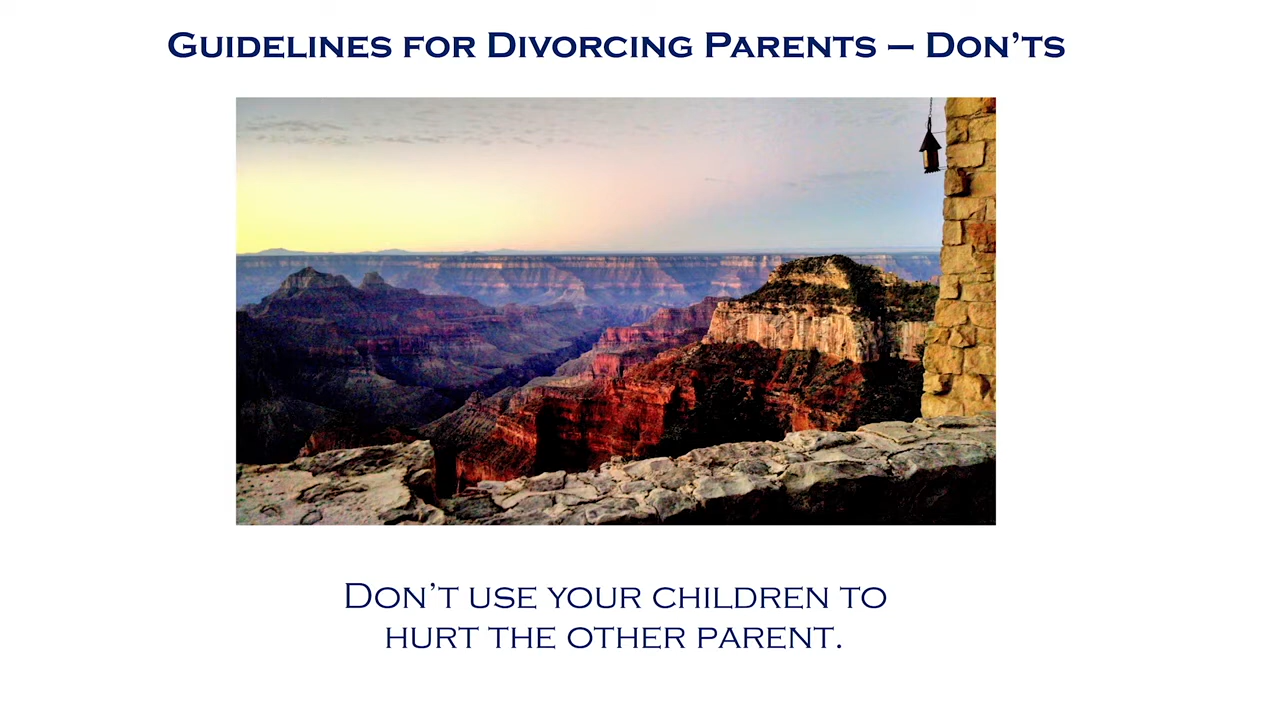 Guidelines for Divorcing Parents – Don’ts
Don’t use your children to
hurt the other parent.